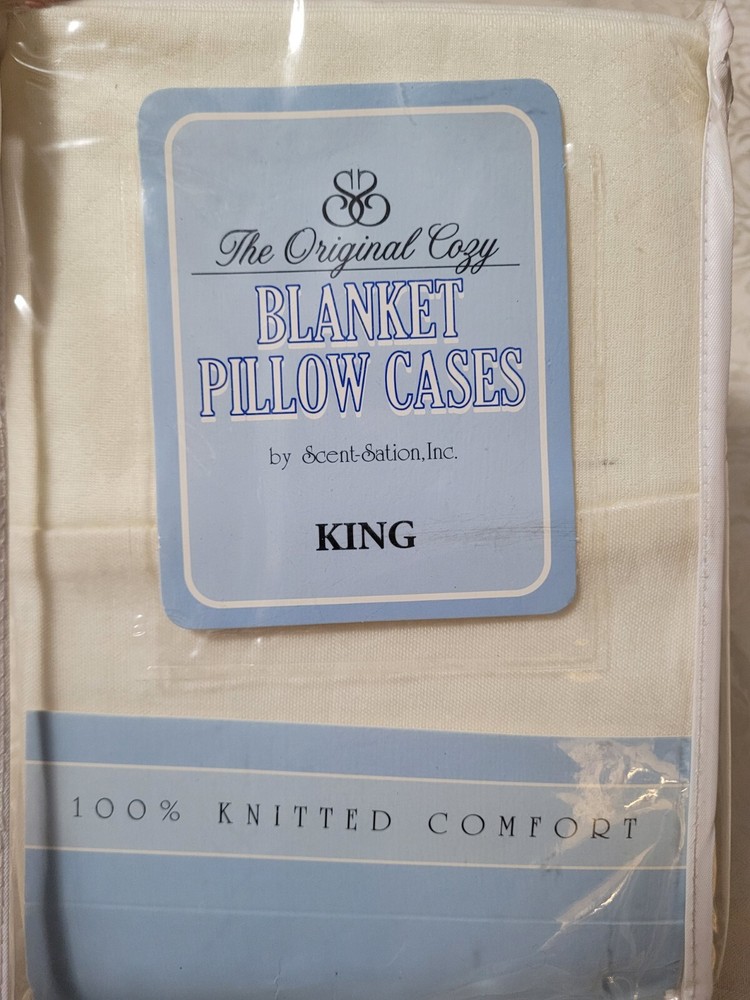 The Original Cozy
BLANKET
PILLOW CASES
by Scent-Sation, Inc.
KING
100% KNITTED COMFORT